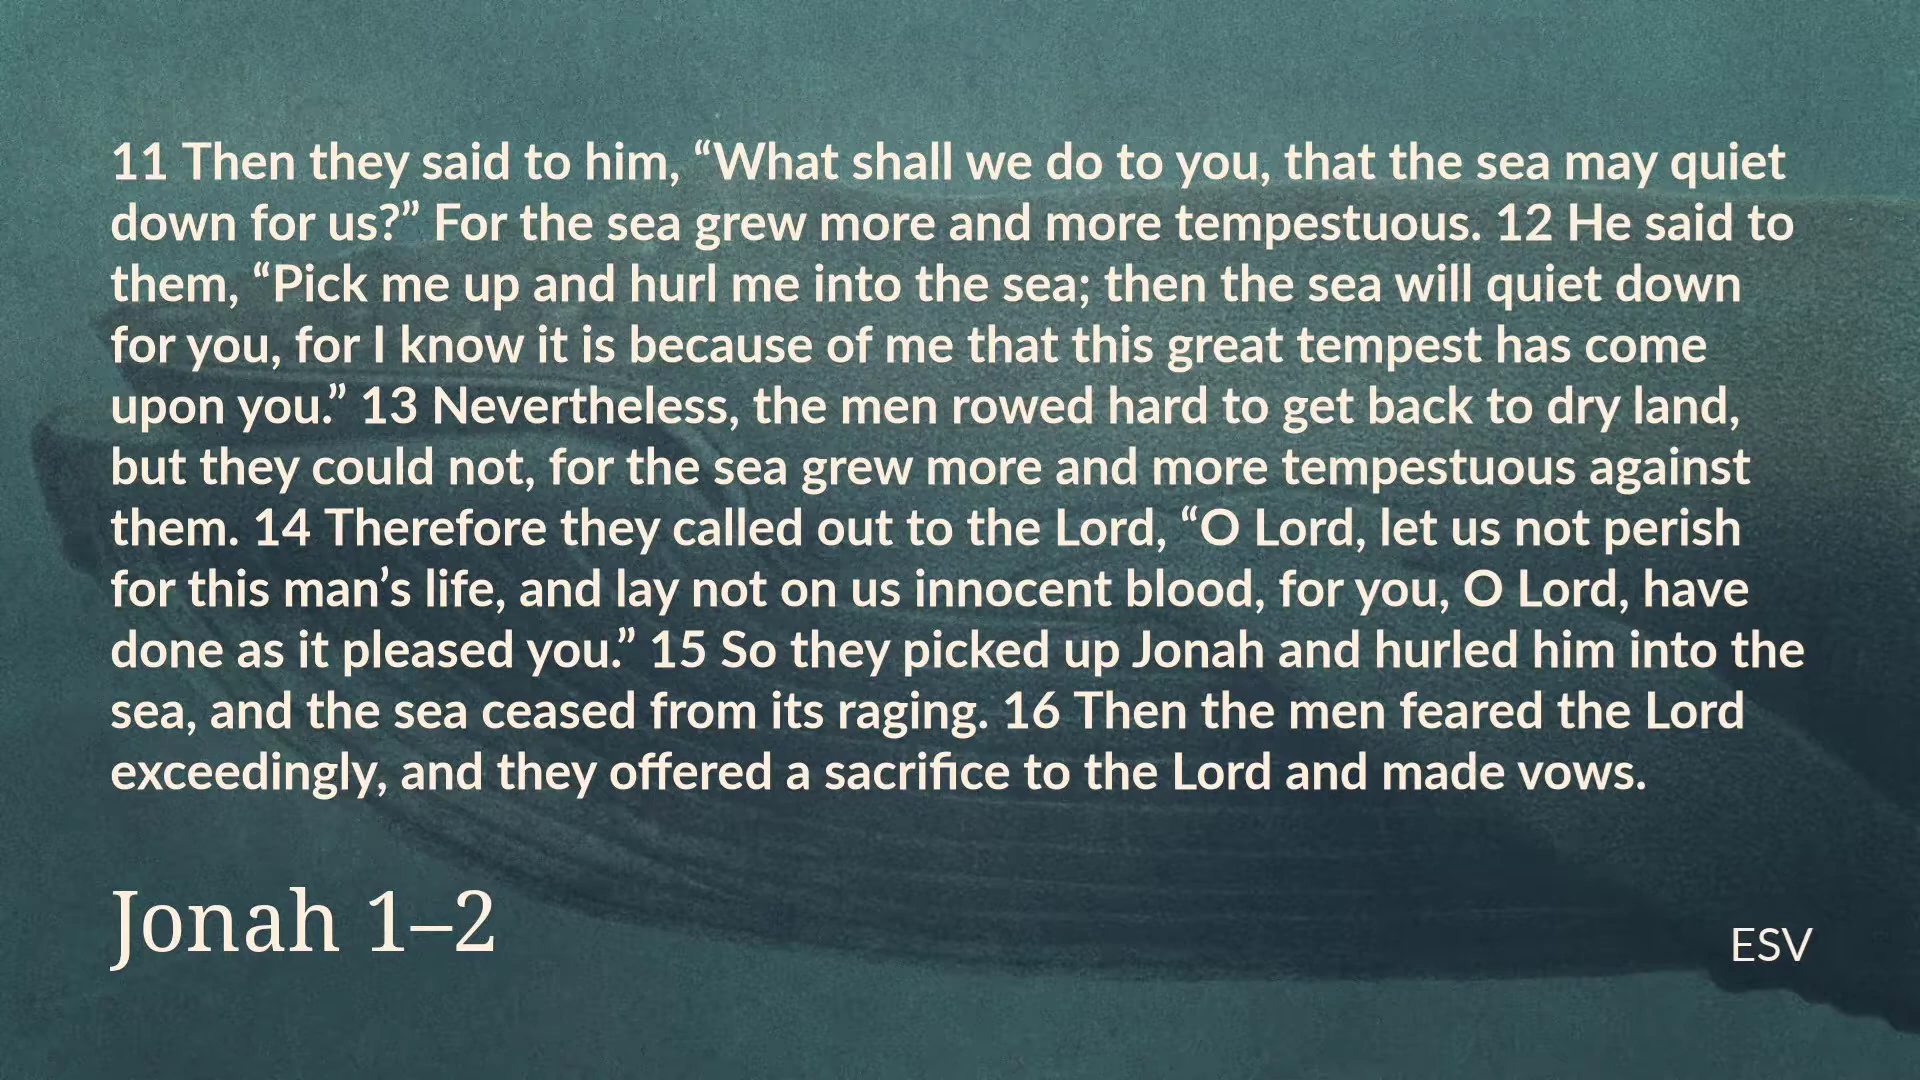 11 Then they said to him, “What shall we do to you, that the sea may quiet
down for us?” For the sea grew more and more tempestuous. 12 He said to
them, “Pick me up and hurl me into the sea; then the sea will quiet down
for you, for I know it is because of me that this great tempest has come
upon you.” 13 Nevertheless, the men rowed hard to get back to dry land,
but they could not, for the sea grew more and more tempestuous against
them. 14 Therefore they called out to the Lord, “O Lord, let us not perish
for this man’s life, and lay not on us innocent blood, for you, O Lord, have
done as it pleased you.” 15 So they picked up Jonah and hurled him into the
sea, and the sea ceased from its raging. 16 Then the men feared the Lord
exceedingly, and they offered a sacrifice to the Lord and made vows.
Jonah 1–2
ESV